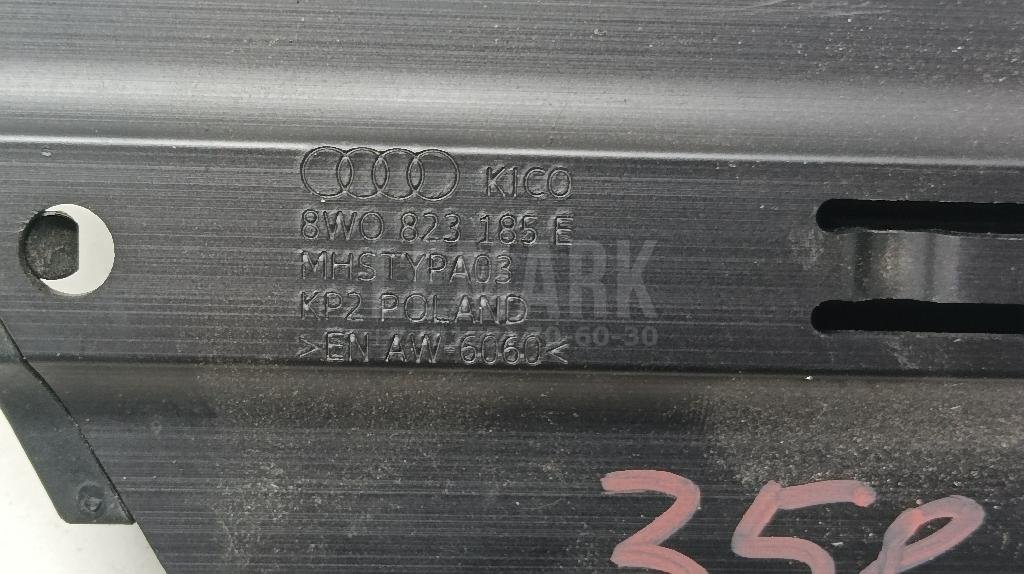 KICO
8W0 823 185 E
MHSTYPA03
KP2 POLAND
>EN AW-6060<